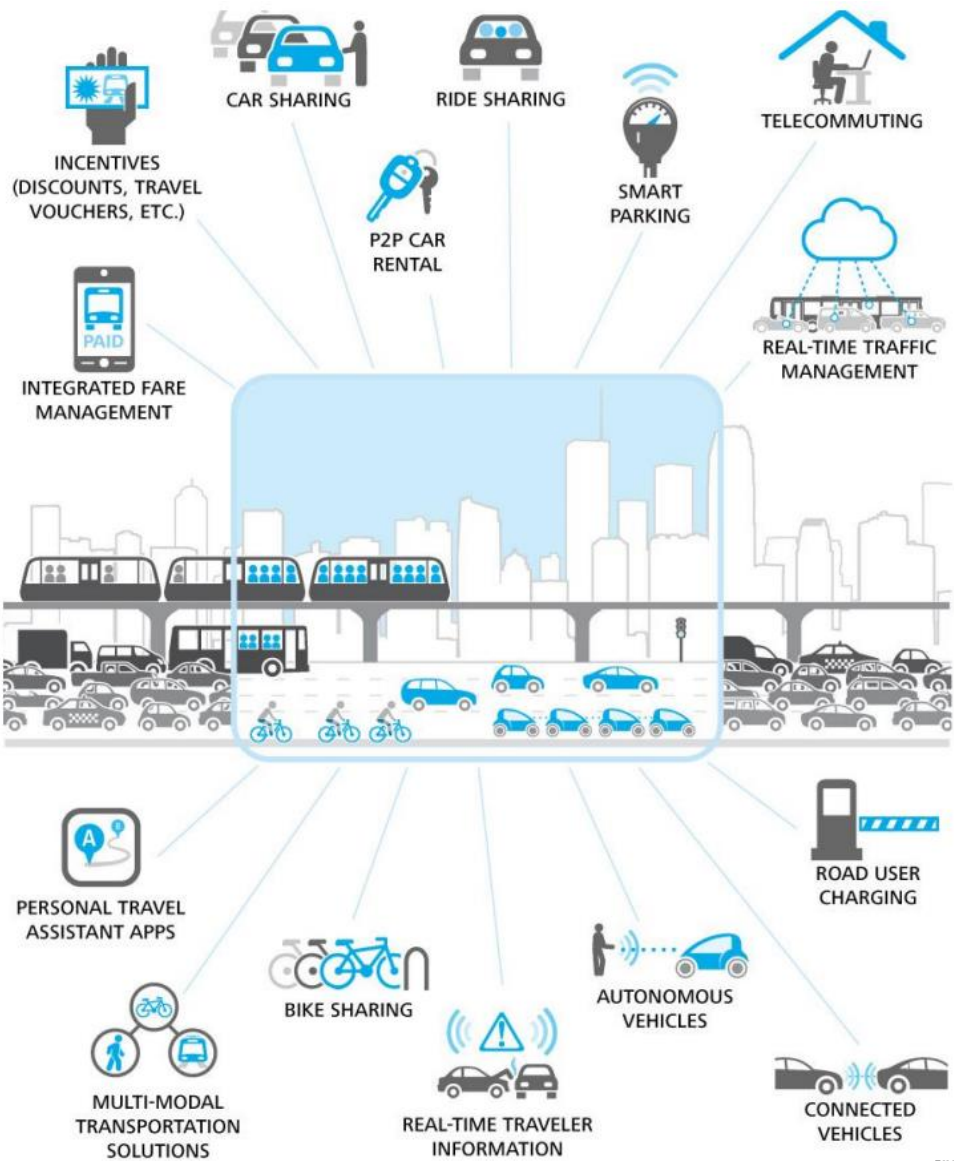 CAR SHARING
RIDE SHARING
TELECOMMUTING
INCENTIVES
(DISCOUNTS, TRAVEL
VOUCHERS, ETC.)
P2P CAR
RENTAL
SMART
PARKING
PAID
INTEGRATED FARE
MANAGEMENT
REAL-TIME TRAFFIC
MANAGEMENT
A
B
PERSONAL TRAVEL
ASSISTANT APPS
ROAD USER
CHARGING
BIKE SHARING
AUTONOMOUS
VEHICLES
MULTI-MODAL
TRANSPORTATION
SOLUTIONS
REAL-TIME TRAVELER
INFORMATION
CONNECTED
VEHICLES